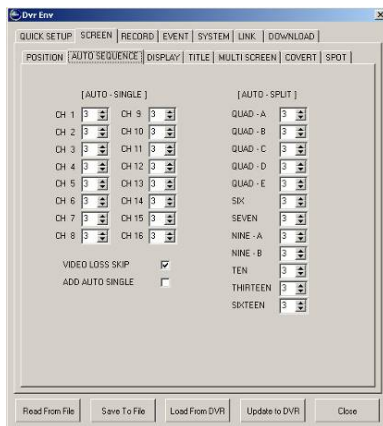 Dvr Env
QUICK SETUP SCREEN RECORD EVENT SYSTEM LINK DOWNLOAD
POSITION AUTO SEQUENCE DISPLAY TITLE MULTI SCREEN COVERT SPOT
[ AUTO - SINGLE ] [ AUTO - SPLIT ]
CH 1 3 CH 9 3 QUAD - A 3
CH 2 3 CH 10 3 QUAD - B 3
CH 3 3 CH 11 3 QUAD - C 3
CH 4 3 CH 12 3 QUAD - D 3
CH 5 3 CH 13 3 QUAD - E 3
CH 6 3 CH 14 3 SIX 3
CH 7 3 CH 15 3 SEVEN 3
CH 8 3 CH 16 3 NINE - A 3
NINE - B 3
VIDEO LOSS SKIP TEN 3
ADD AUTO SINGLE THIRTEEN 3
SIXTEEN 3
Read From File Save To File Load From DVR Update to DVR Close